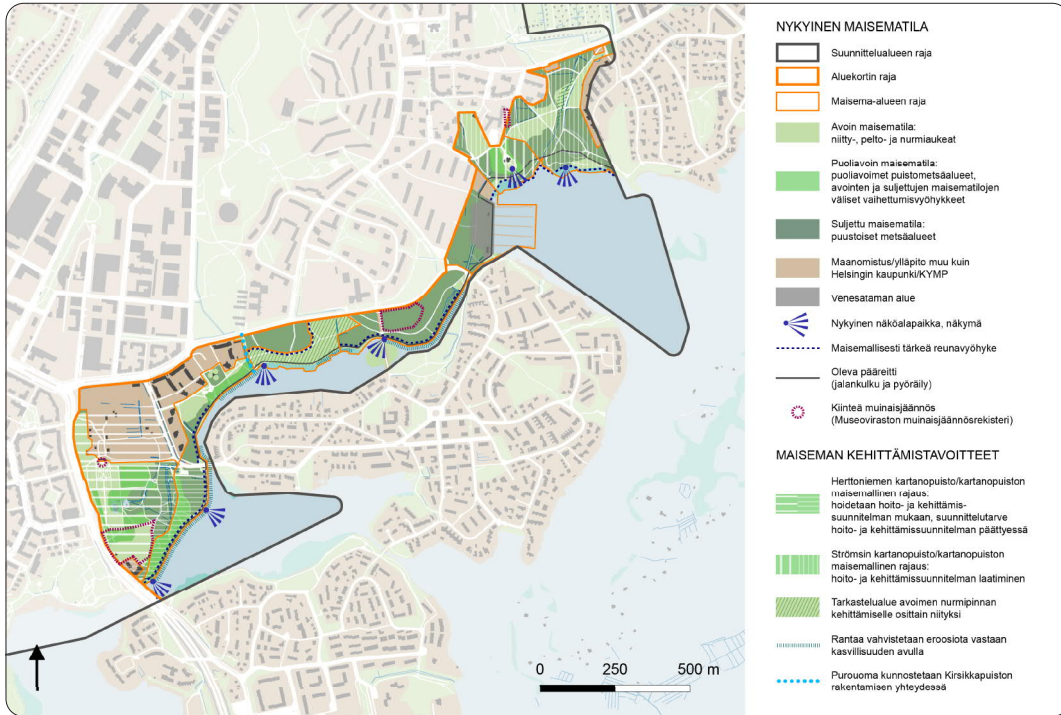 NYKYINEN MAISEMATILA
Suunnittelualueen raja
Aluekortin raja
Maisema-alueen raja
Avoin maisematila:
niitty-, pelto- ja nurmiaukeat
Puoliavoin maisematila:
puoliavoimet puistometsäalueet,
avointen ja suljettujen maisematilojen
väliset vaihettumisvyöhykkeet
Suljettu maisematila:
puustoiset metsäalueet
Maanomistus/ylläpito muu kuin
Helsingin kaupunki/KYMP
Venesataman alue
Nykyinen näköalapaikka, näkymä
Maisemallisesti tärkeä reunavyöhyke
Oleva pääreitti
(jalankulku ja pyöräily)
Kiinteä muinaisjäännös
(Museoviraston muinaisjäännösrekisteri)
MAISEMAN KEHITTÄMISTAVOITTEET
Herttoniemen kartanopuisto/kartanopuiston
maisemallinen rajaus:
hoidetaan hoito- ja kehittämis-
suunnitelman mukaan, suunnittelutarve
hoito- ja kehittämissuunnitelman päättyessä
Strömsin kartanopuisto/kartanopuiston
maisemallinen rajaus:
hoito- ja kehittämissuunnitelman laatiminen
Tarkastelualue avoimen nurmipinnan
kehittämiselle osittain niityksi
Rantaa vahvistetaan eroosiota vastaan
kasvillisuuden avulla
Purouoma kunnostetaan Kirsikkapuiston
rakentamisen yhteydessä
0 250 500 m